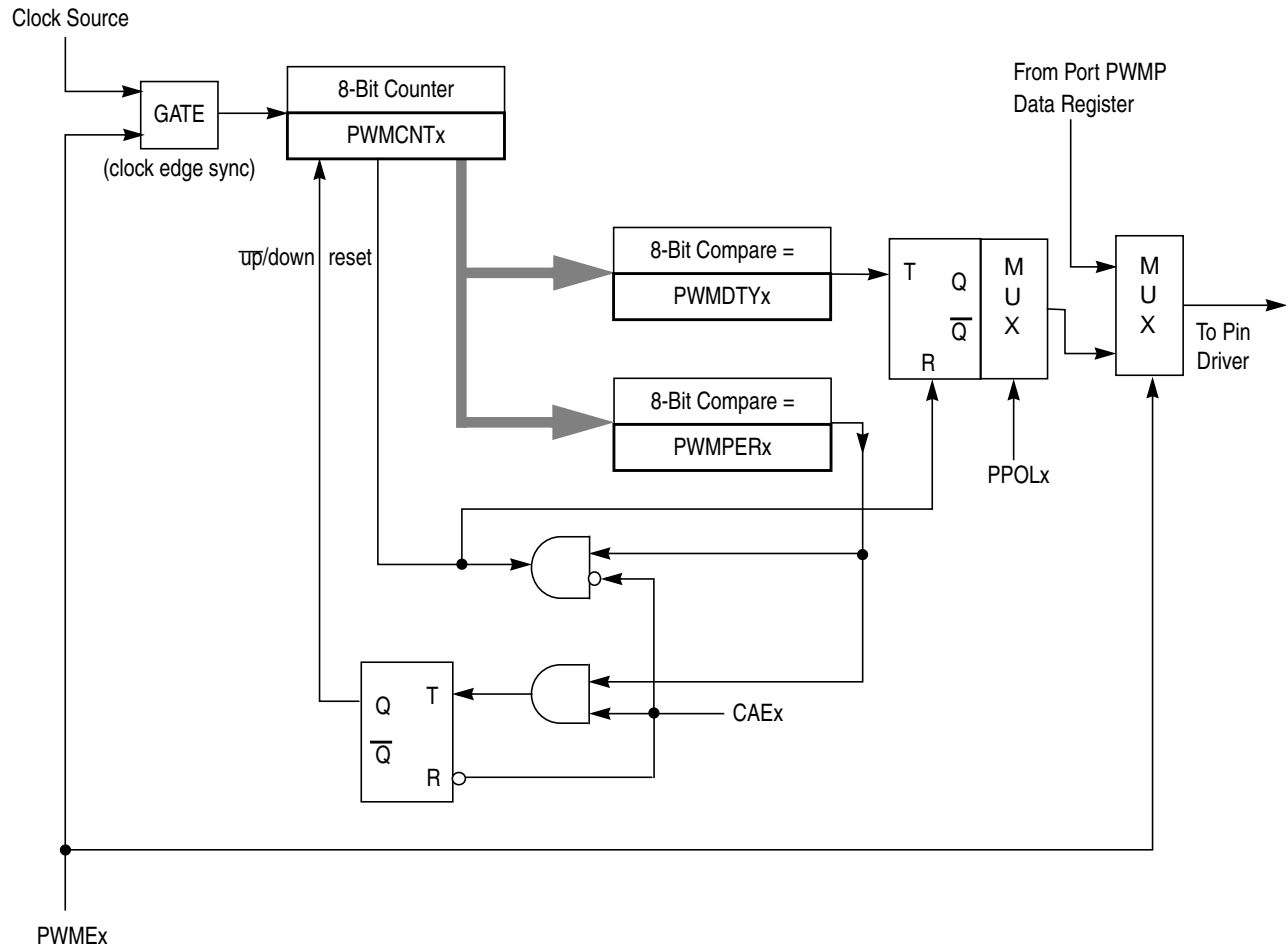 Clock Source
GATE
(clock edge sync)
8-Bit Counter
PWMCNTx
up/down reset
From Port PWMP
Data Register
8-Bit Compare =
PWMDTYx
T
Q
Q
R
M
U
X
M
U
X
To Pin
Driver
8-Bit Compare =
PWMPERx
PPOLx
Q
T
Q
R
CAEx
PWMEx